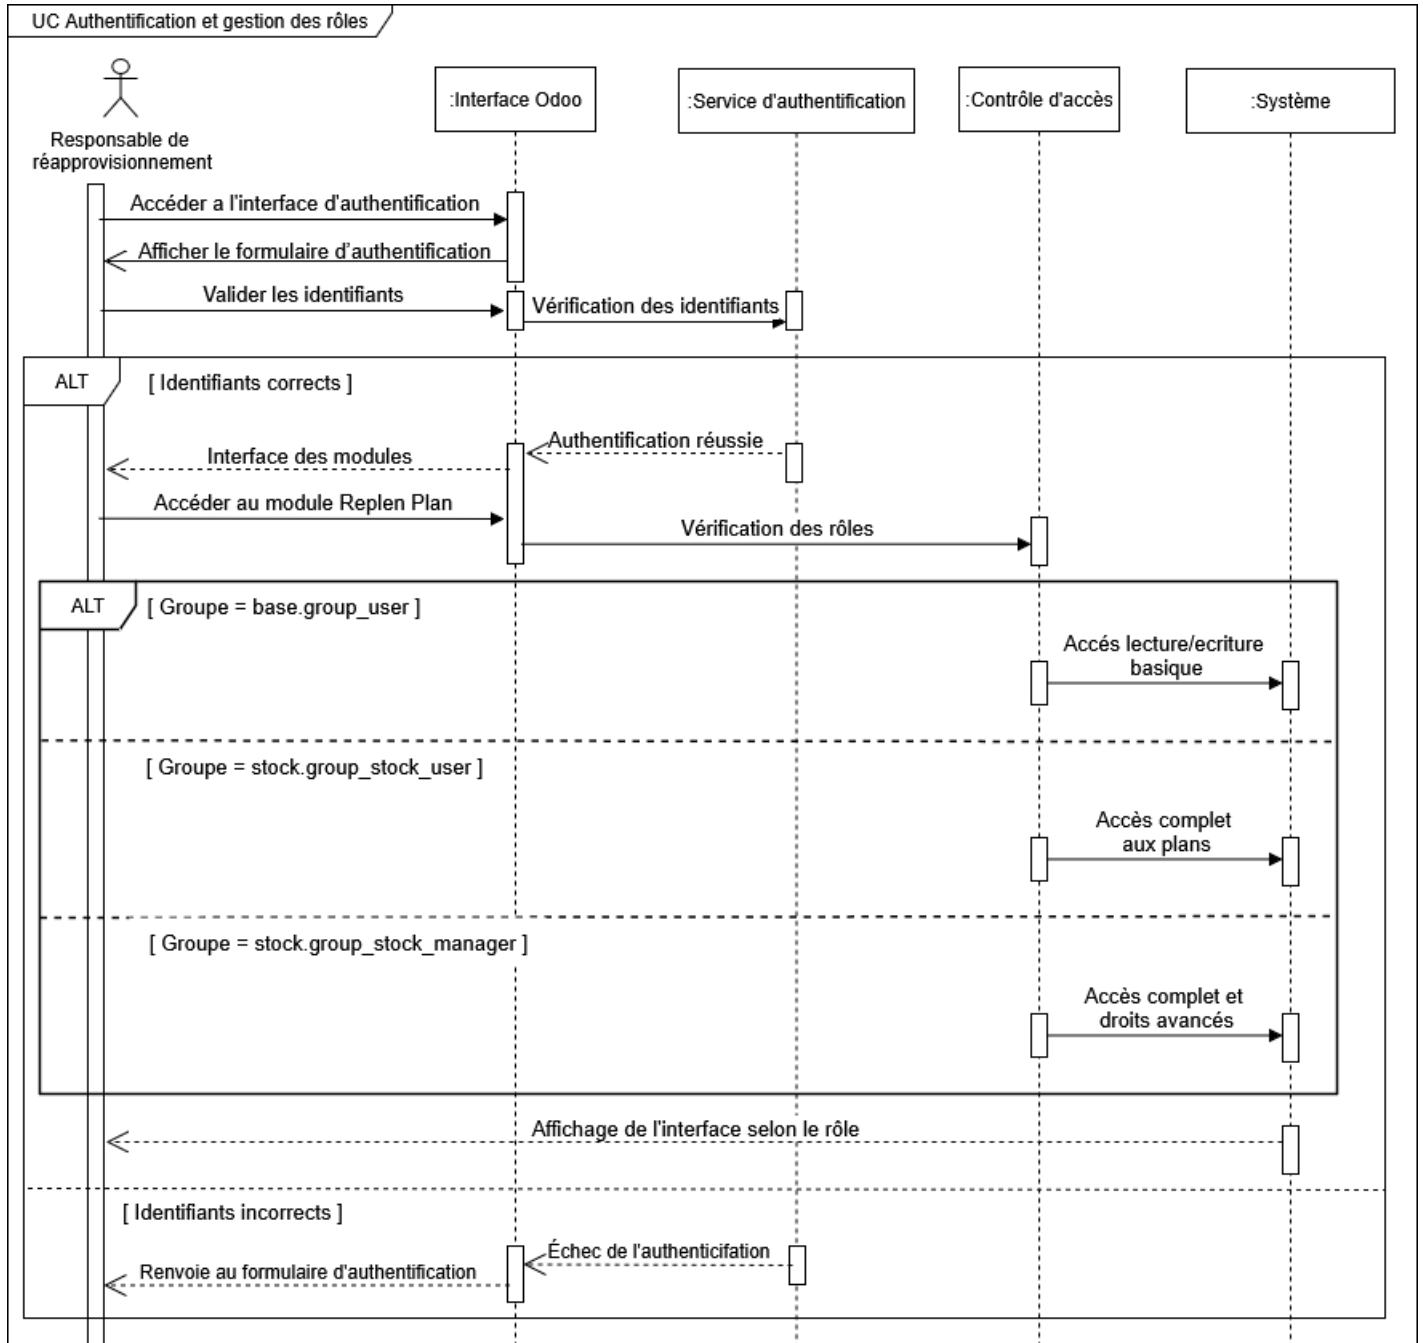 UC Authentification et gestion des rôles
:Interface Odoo
:Service d'authentification
:Contrôle d'accès
:Système
Responsable de
réapprovisionnement
Accéder a l'interface d'authentification
Afficher le formulaire d'authentification
Valider les identifiants
Vérification des identifiants
ALT
[ Identifiants corrects ]
Authentification réussie
Interface des modules
Accéder au module Replen Plan
Vérification des rôles
ALT
[ Groupe = base.group_user ]
Accés lecture/ecriture
basique
[ Groupe = stock.group_stock_user ]
Accès complet
aux plans
[ Groupe = stock.group_stock_manager ]
Accès complet et
droits avancés
Affichage de l'interface selon le rôle
[ Identifiants incorrects ]
Échec de l'authenticifation
Renvoie au formulaire d'authentification